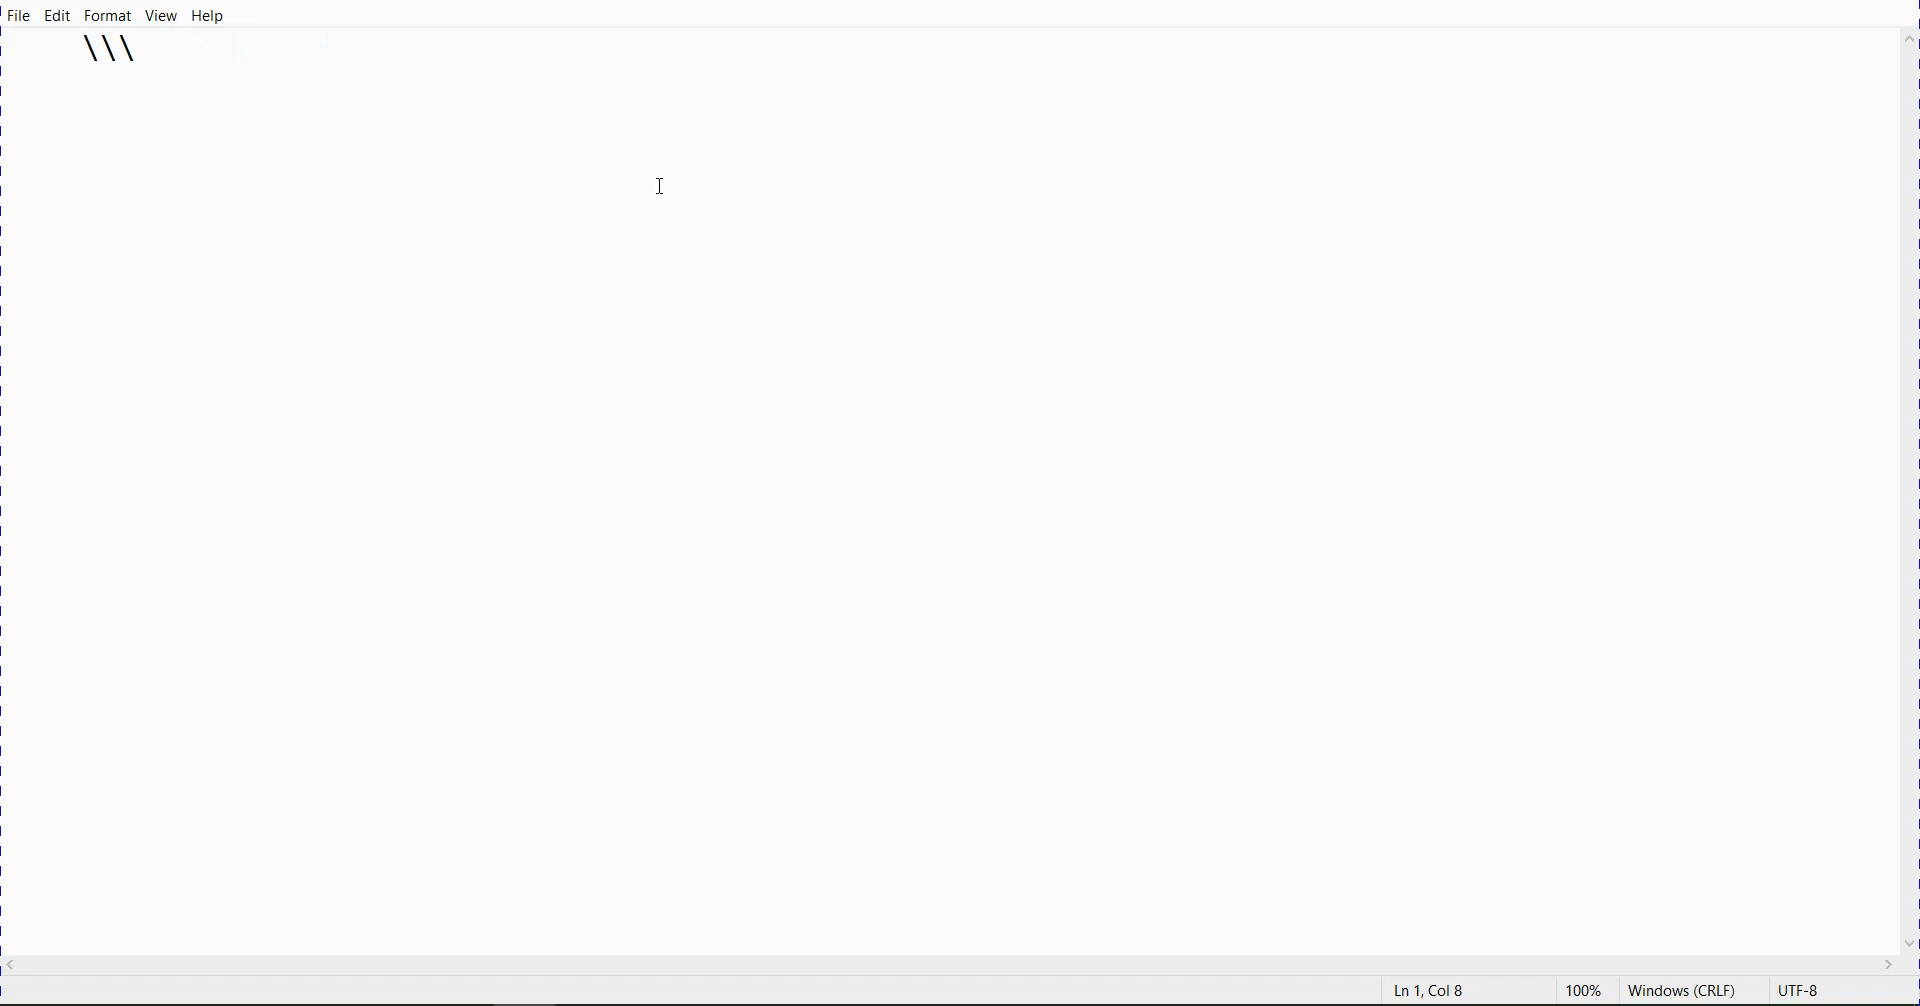 File Edit Format View Help
\\\
Ln 1, Col 8 100% Windows (CRLF) UTF-8